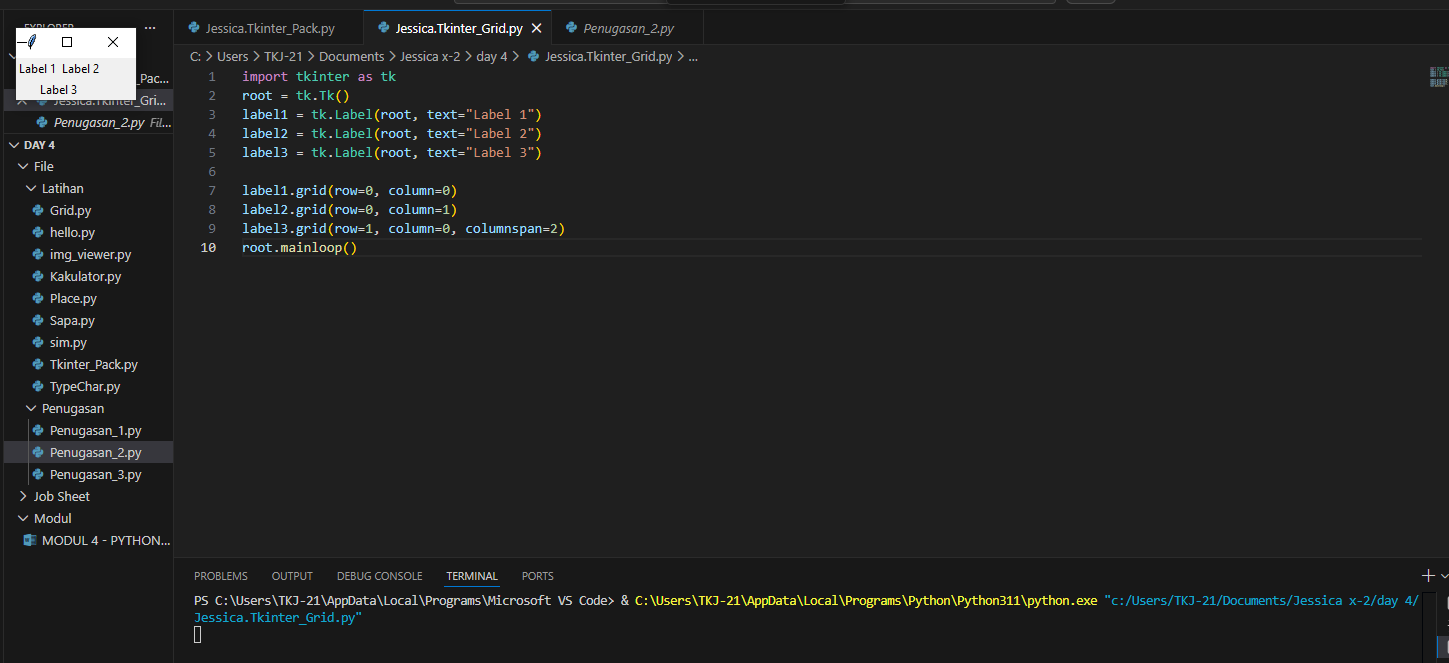 EXPLORER ...
Label 1 Label 2
Label 3
_Pac...
Jessica.Tkinter_Gri...
Penugasan_2.py Fil...
DAY 4
File
Latihan
Grid.py
hello.py
img_viewer.py
Kakulator.py
Place.py
Sapa.py
sim.py
Tkinter_Pack.py
TypeChar.py
Penugasan
Penugasan_1.py
Penugasan_2.py
Penugasan_3.py
Job Sheet
Modul
MODUL 4 - PYTHON...
Jessica.Tkinter_Pack.py Jessica.Tkinter_Grid.py Penugasan_2.py
C: > Users > TKJ-21 > Documents > Jessica x-2 > day 4 > Jessica.Tkinter_Grid.py > ...
1 import tkinter as tk
2 root = tk.Tk()
3 label1 = tk.Label(root, text="Label 1")
4 label2 = tk.Label(root, text="Label 2")
5 label3 = tk.Label(root, text="Label 3")
6
7 label1.grid(row=0, column=0)
8 label2.grid(row=0, column=1)
9 label3.grid(row=1, column=0, columnspan=2)
10 root.mainloop()
PROBLEMS OUTPUT DEBUG CONSOLE TERMINAL PORTS
PS C:\Users\TKJ-21\AppData\Local\Programs\Microsoft VS Code> & C:\Users\TKJ-21\AppData\Local\Programs\Python\Python311\python.exe "c:/Users/TKJ-21/Documents/Jessica x-2/day 4/
Jessica.Tkinter_Grid.py"